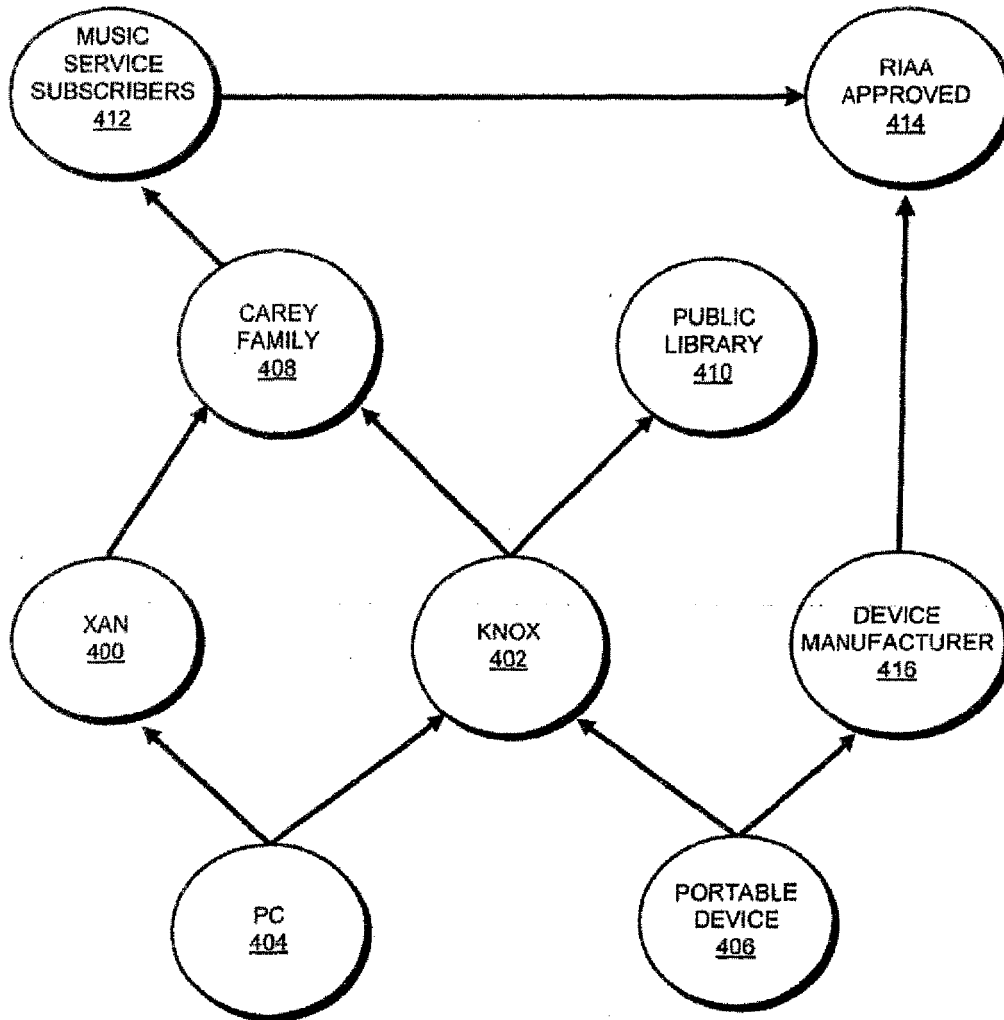 MUSIC
SERVICE
SUBSCRIBERS
412
RIAA
APPROVED
414
CAREY
FAMILY
408
PUBLIC
LIBRARY
410
XAN
400
KNOX
402
DEVICE
MANUFACTURER
416
PC
404
PORTABLE
DEVICE
406